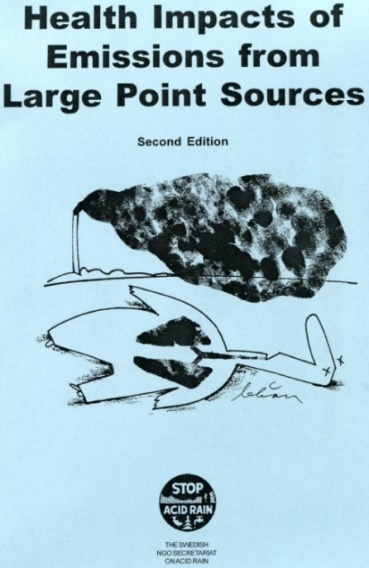 Health Impacts of
Emissions from
Large Point Sources
Second Edition
STOP
ACID RAIN
THE SWEDISH
NGO SECRETARIAT
ON ACID RAIN